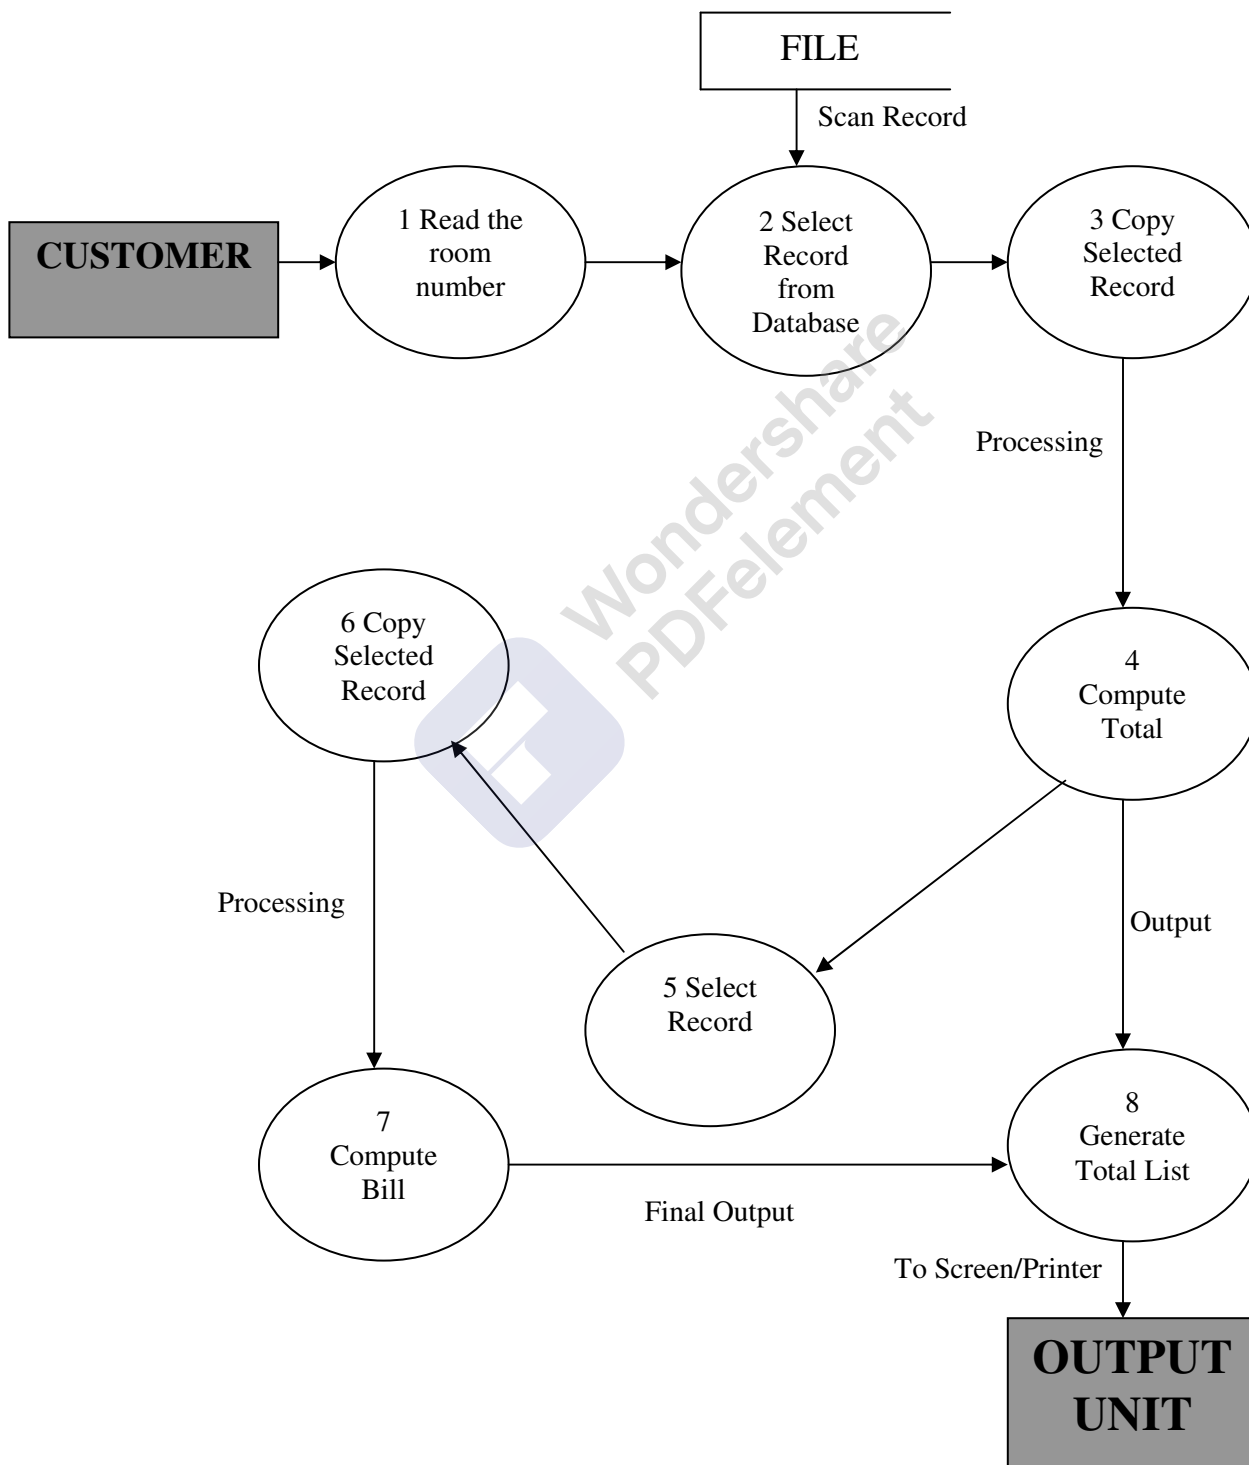 FILE
Scan Record
CUSTOMER
1 Read the
room
number
2 Select
Record
from
Database
3 Copy
Selected
Record
Processing
Wondershare
PDFelement
6 Copy
Selected
Record
4
Compute
Total
Processing
Output
5 Select
Record
7
Compute
Bill
8
Generate
Total List
Final Output
To Screen/Printer
OUTPUT
UNIT